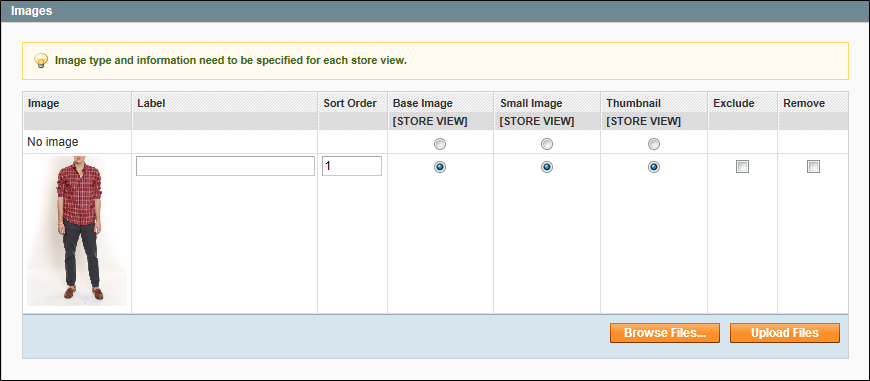 Images
Image type and information need to be specified for each store view.
Image Label Sort Order Base Image Small Image Thumbnail Exclude Remove
[STORE VIEW] [STORE VIEW] [STORE VIEW]
No image
1
Browse Files... Upload Files